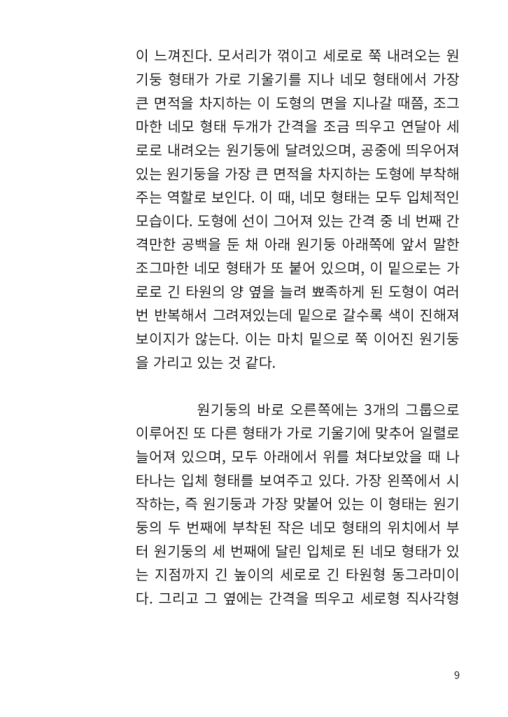 이 느껴진다. 모서리가 꺾이고 세로로 쭉 내려오는 원
기둥 형태가 가로 기울기를 지나 네모 형태에서 가장
큰 면적을 차지하는 이 도형의 면을 지나갈 때쯤, 조그
마한 네모 형태 두개가 간격을 조금 띄우고 연달아 세
로로 내려오는 원기둥에 달려있으며, 공중에 띄우어져
있는 원기둥을 가장 큰 면적을 차지하는 도형에 부착해
주는 역할로 보인다. 이 때, 네모 형태는 모두 입체적인
모습이다. 도형에 선이 그어져 있는 간격 중 네 번째 간
격만한 공백을 둔 채 아래 원기둥 아래쪽에 앞서 말한
조그마한 네모 형태가 또 붙어 있으며, 이 밑으로는 가
로로 긴 타원의 양 옆을 늘려 뾰족하게 된 도형이 여러
번 반복해서 그려져있는데 밑으로 갈수록 색이 진해져
보이지가 않는다. 이는 마치 밑으로 쭉 이어진 원기둥
을 가리고 있는 것 같다.
원기둥의 바로 오른쪽에는 3개의 그룹으로
이루어진 또 다른 형태가 가로 기울기에 맞추어 일렬로
늘어져 있으며, 모두 아래에서 위를 쳐다보았을 때 나
타나는 입체 형태를 보여주고 있다. 가장 왼쪽에서 시
작하는, 즉 원기둥과 가장 맞붙어 있는 이 형태는 원기
둥의 두 번째에 부착된 작은 네모 형태의 위치에서 부
터 원기둥의 세 번째에 달린 입체로 된 네모 형태가 있
는 지점까지 긴 높이의 세로로 긴 타원형 동그라미이
다. 그리고 그 옆에는 간격을 띄우고 세로형 직사각형
9